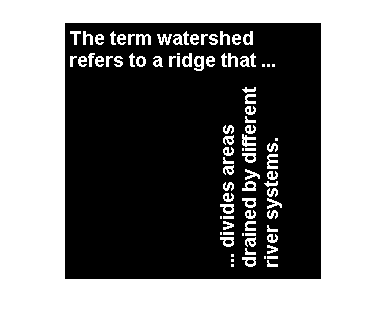 The term watershed
refers to a ridge that ...
... divides areas
drained by different
river systems.